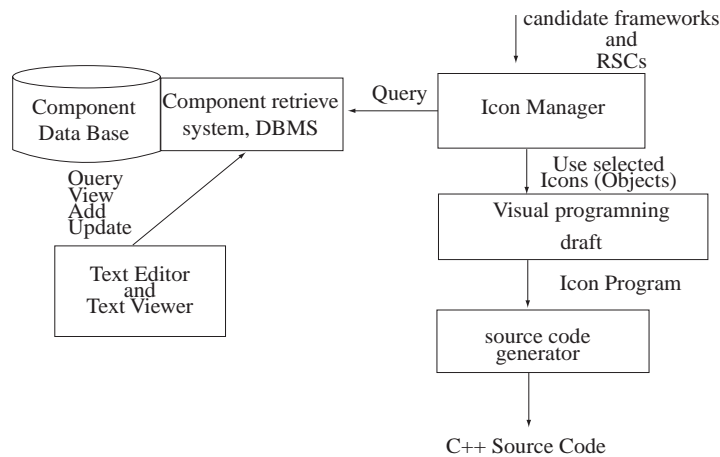 candidate frameworks
and
RSCs
Component
Data Base
Component retrieve
system, DBMS
Query
Icon Manager
Use selected
Icons (Objects)
Query
View
Add
Update
Visual programning
draft
Text Editor
and
Text Viewer
Icon Program
source code
generator
C++ Source Code